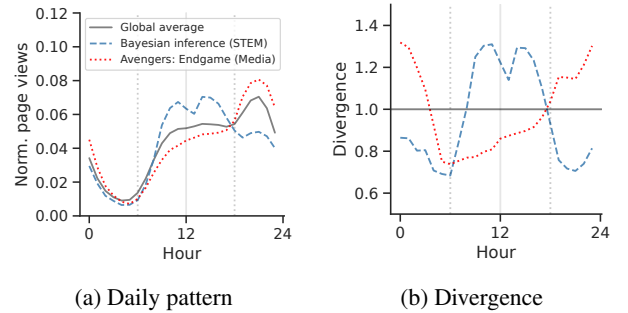 0.12
0.10
0.08
0.06
0.04
0.02
0.00
Norm. page views
Global average
Bayesian inference (STEM)
Avengers: Endgame (Media)
0 12 24
Hour
(a) Daily pattern
1.4
1.2
1.0
0.8
0.6
Divergence
0 12 24
Hour
(b) Divergence